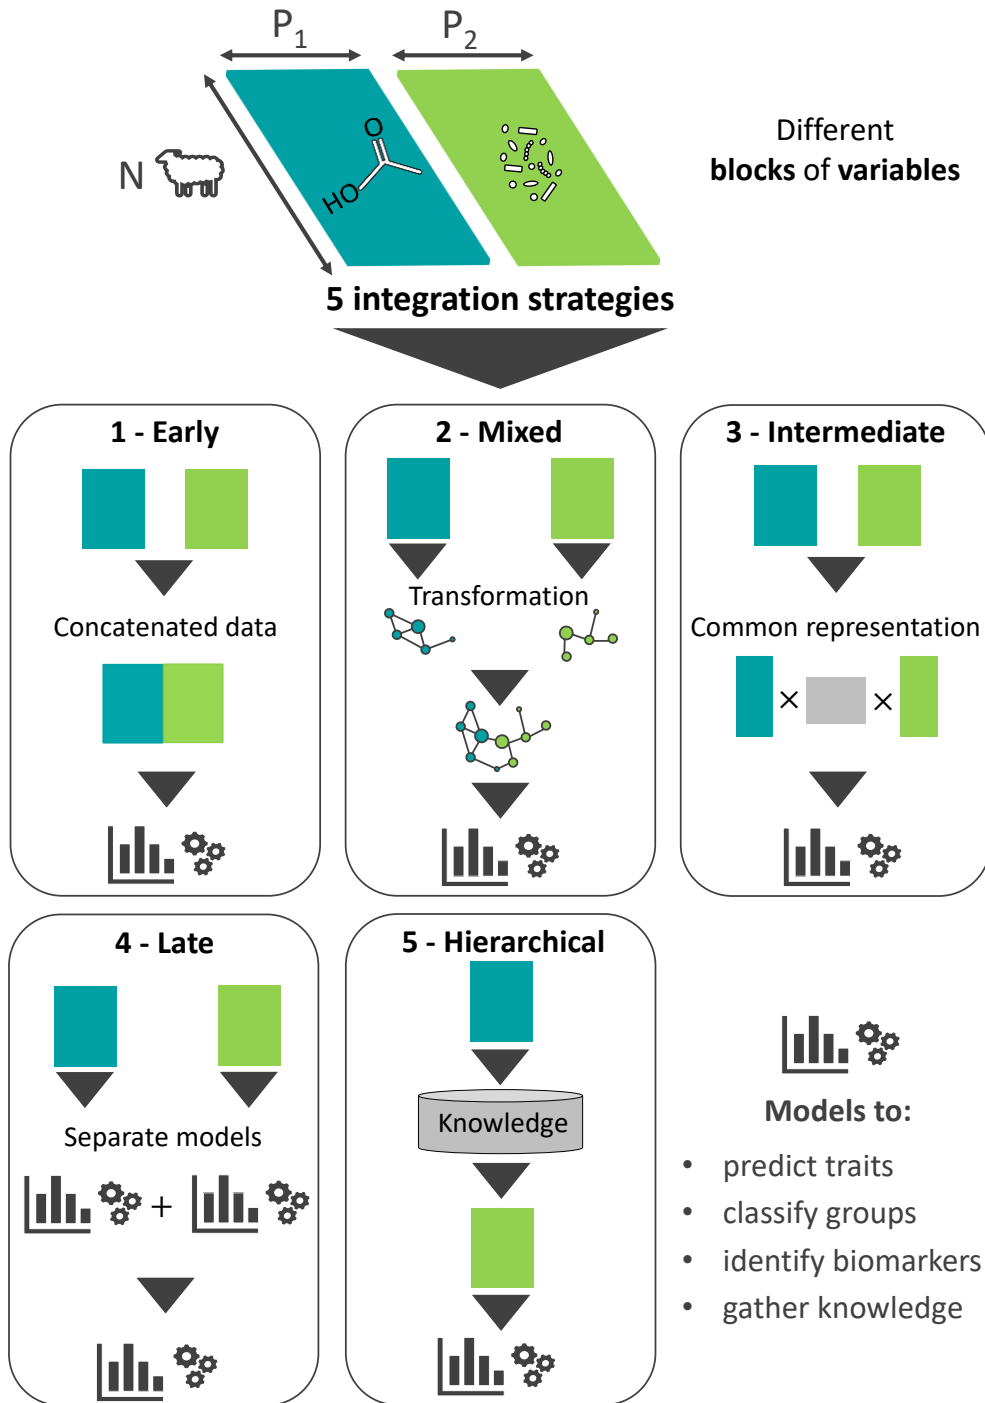 P₁
P₂
N
O
HO
Different
blocks of variables
5 integration strategies
1 - Early
Concatenated data
2 - Mixed
Transformation
3 - Intermediate
Common representation
× ×
4 - Late
Separate models
+
5 - Hierarchical
Knowledge
Models to:
• predict traits
• classify groups
• identify biomarkers
• gather knowledge